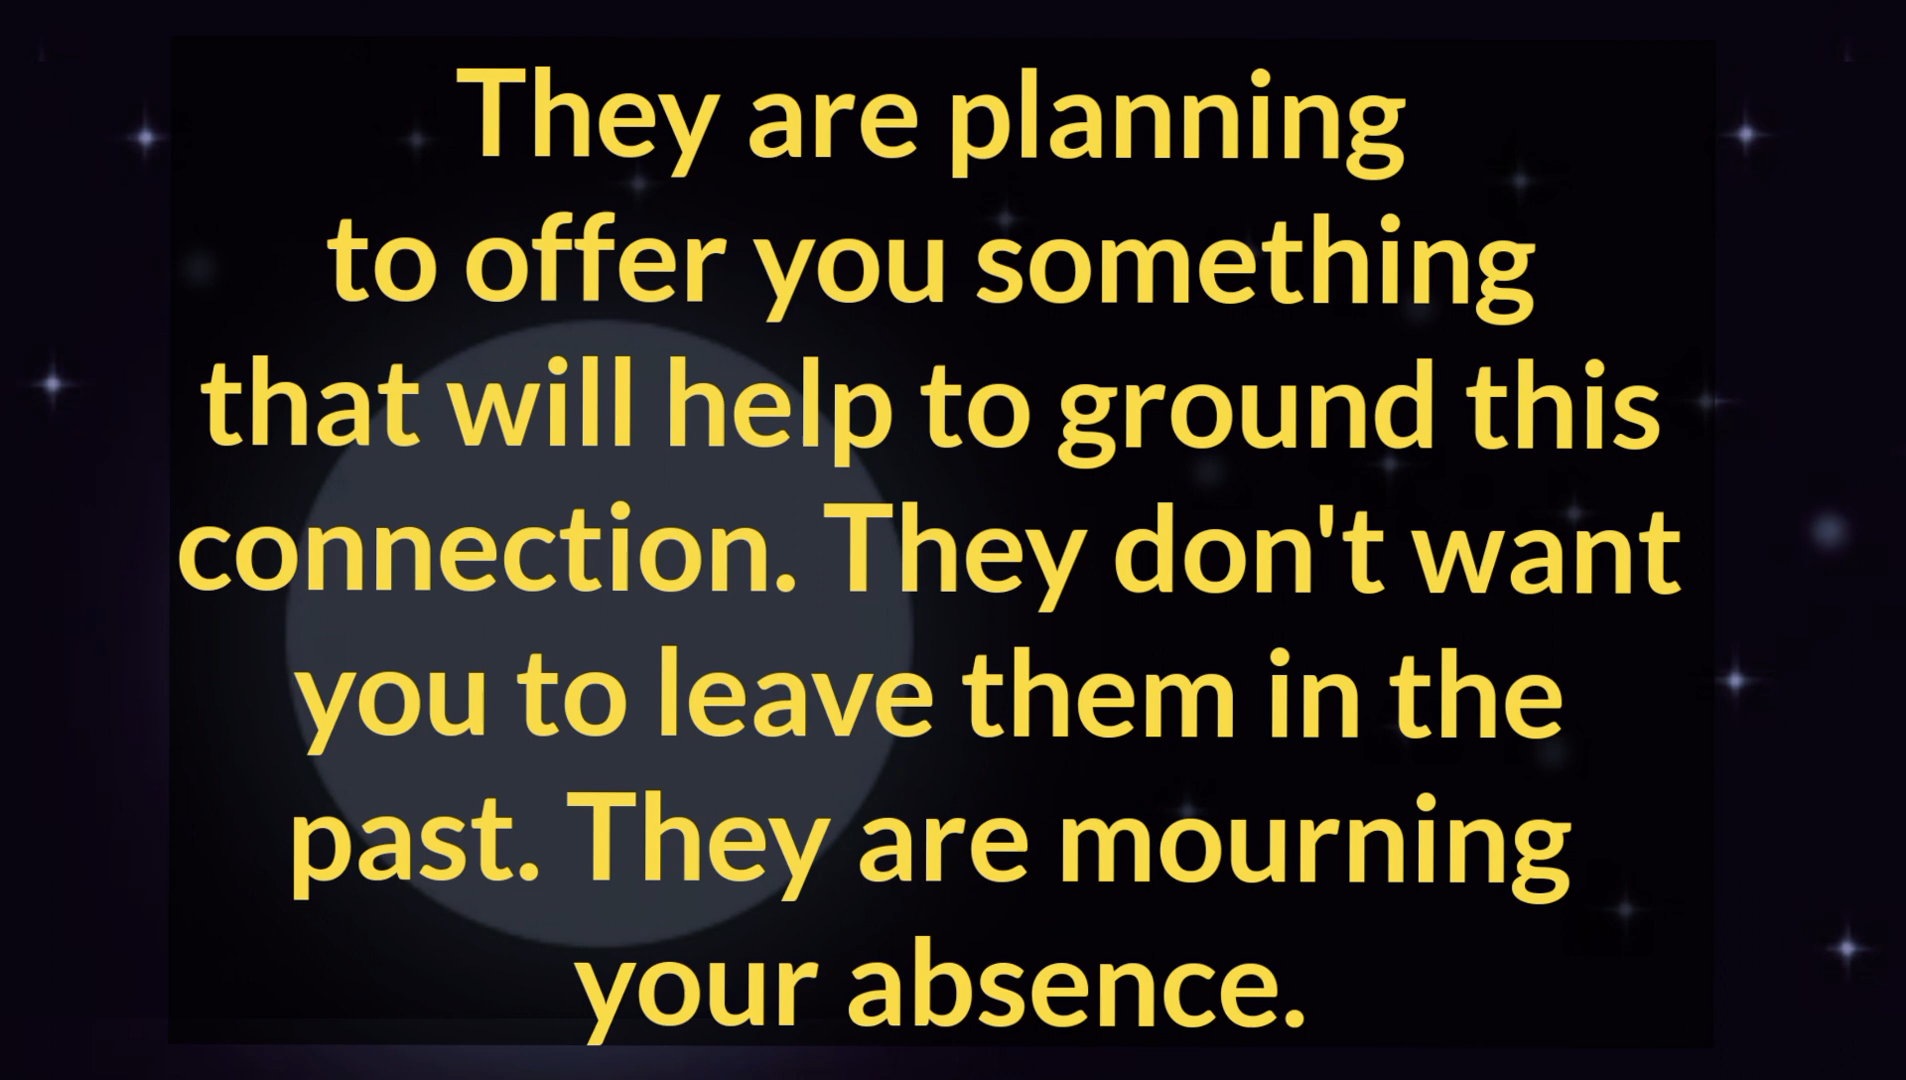 They are planning
to offer you something
that will help to ground this
connection. They don't want
you to leave them in the
past. They are mourning
your absence.